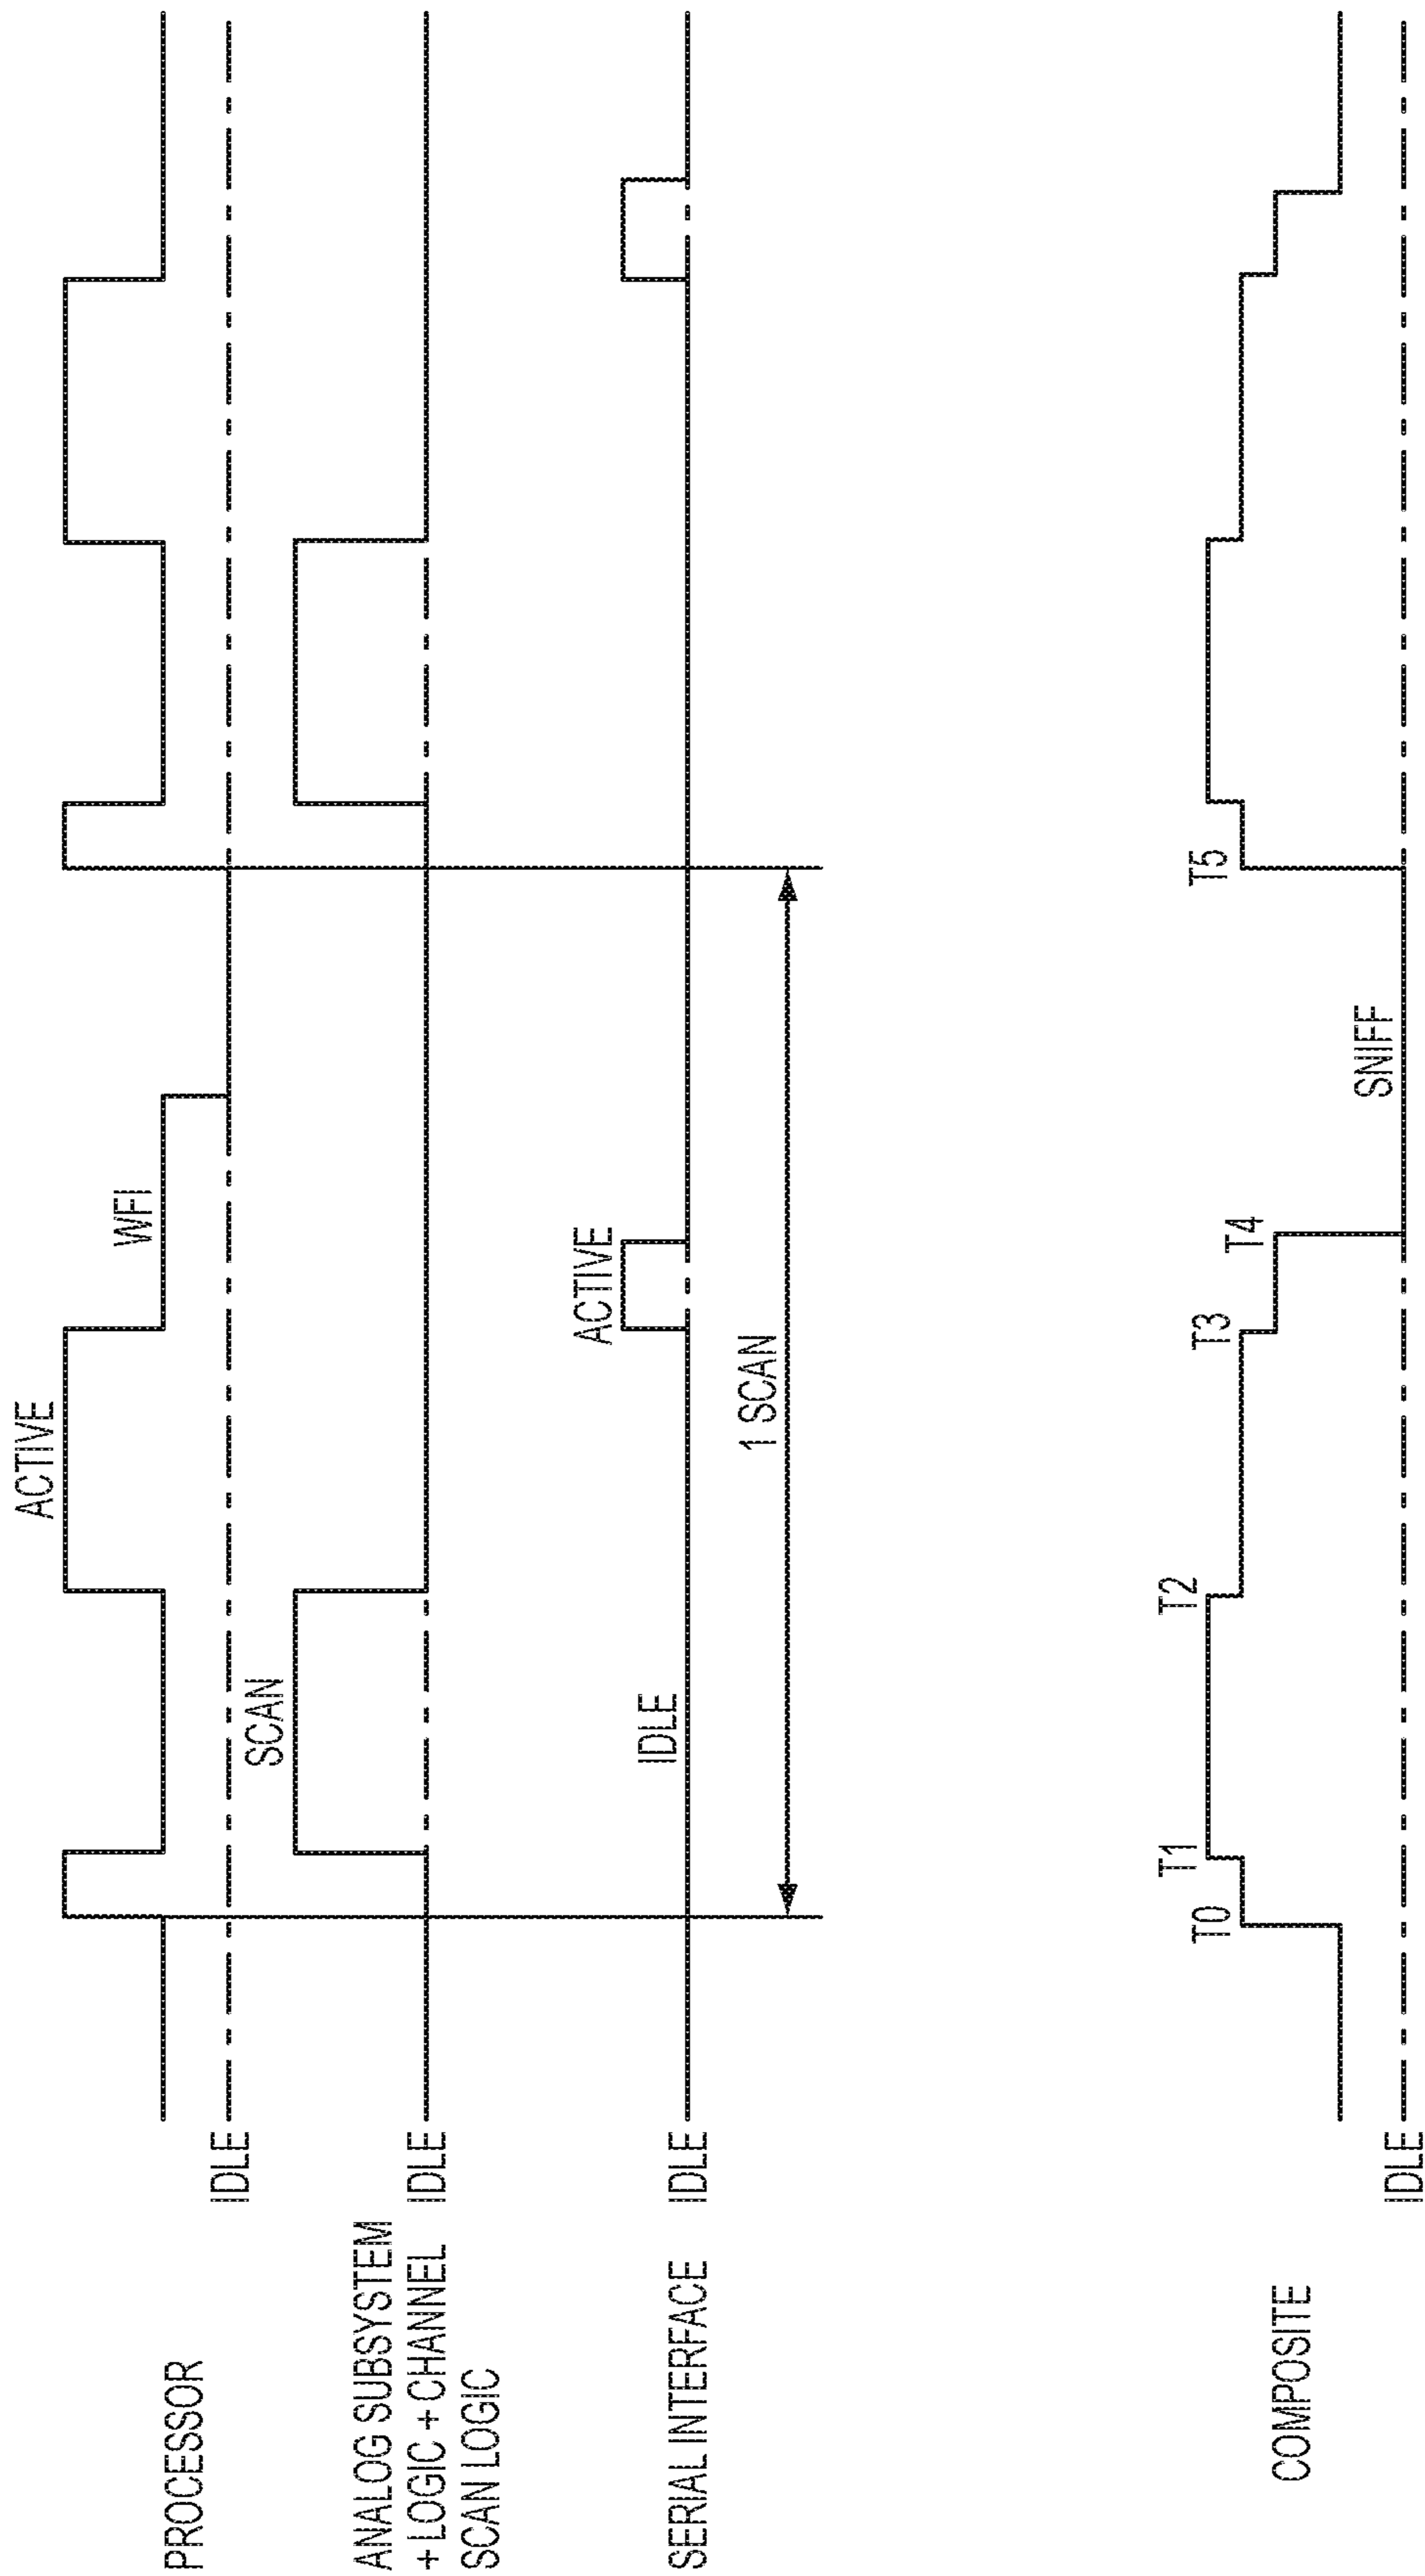 PROCESSOR
IDLE
ACTIVE
WFI
ANALOG SUBSYSTEM
+ LOGIC + CHANNEL
SCAN LOGIC
IDLE
SCAN
SERIAL INTERFACE
IDLE
IDLE
ACTIVE
1 SCAN
COMPOSITE
IDLE
T0
T1
T2
T3
T4
SNIFF
T5